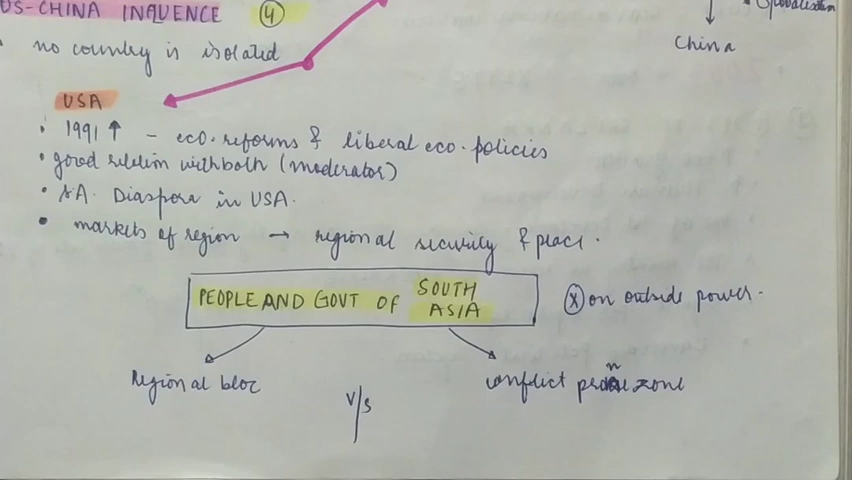 US-CHINA INFLUENCE ④
China
• no country is isolated
USA
• 1991 ↑ – eco. reforms & liberal eco. policies
• good relation with both (moderator)
• SA. Diaspora in USA.
• markets of region → regional security & peace.
PEOPLE AND GOVT OF SOUTH ASIA
ⓧ on outside power.
Regional bloc
v/s
conflict prone zone